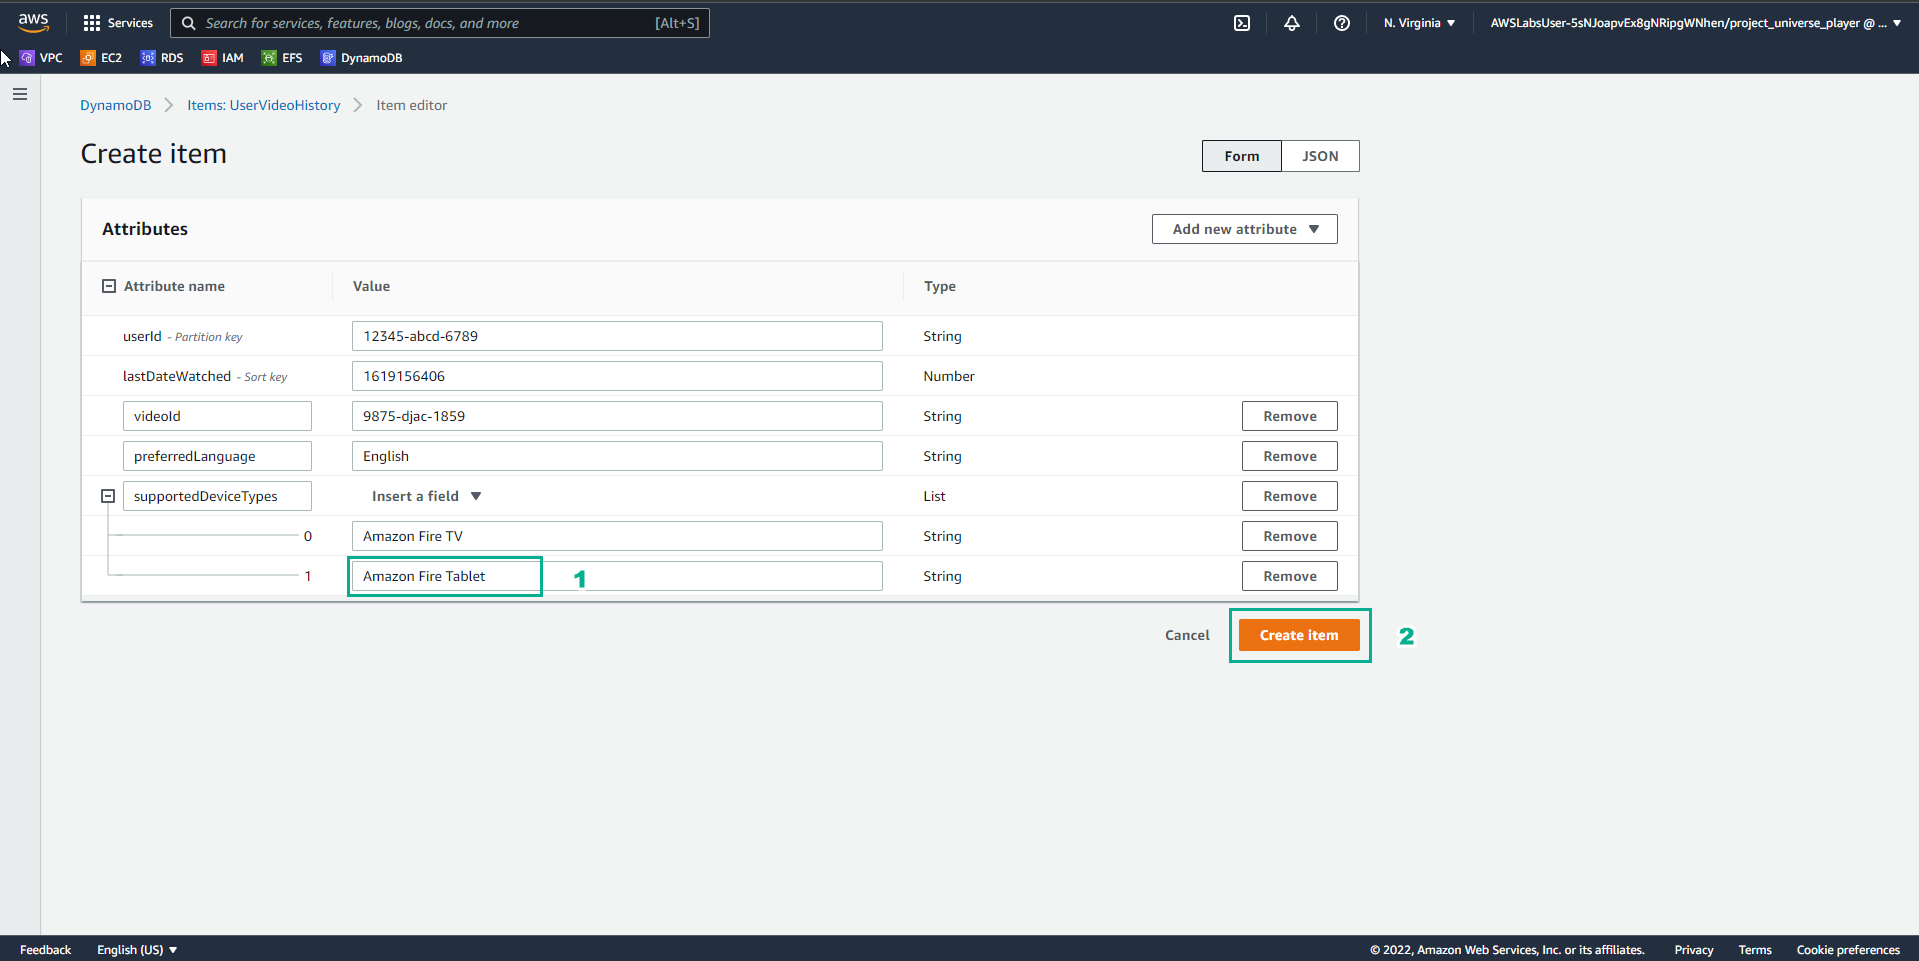 aws Services Search for services, features, blogs, docs, and more [Alt+S] N. Virginia ▼ AWSLabsUser-5sNJoapvEx8gNRipgWNhen/project_universe_player @ ... ▼
VPC EC2 RDS IAM EFS DynamoDB
DynamoDB > Items: UserVideoHistory > Item editor
Create item
Form JSON
Attributes
Add new attribute ▼
Attribute name Value Type
userId - Partition key 12345-abcd-6789 String
lastDateWatched - Sort key 1619156406 Number
videoId 9875-djac-1859 String Remove
preferredLanguage English String Remove
supportedDeviceTypes Insert a field ▼ List Remove
0 Amazon Fire TV String Remove
1 Amazon Fire Tablet 1 String Remove
Cancel Create item 2
Feedback English (US) ▼ © 2022, Amazon Web Services, Inc. or its affiliates. Privacy Terms Cookie preferences